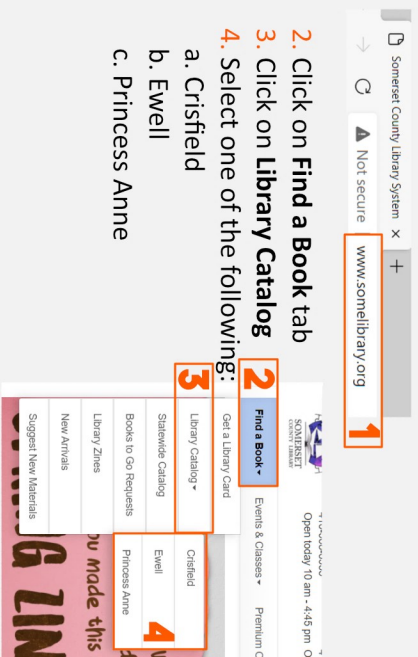 Somerset County Library System
Not secure
www.somelibrary.org
1
2. Click on Find a Book tab
3. Click on Library Catalog
4. Select one of the following:
a. Crisfield
b. Ewell
c. Princess Anne
SOMERSET
COUNTY LIBRARY
Open today 10 am - 4:45 pm
2
Find a Book
Events & Classes
Premium
Get a Library Card
3
Library Catalog
Statewide Catalog
Books to Go Requests
Library Zines
New Arrivals
Suggest New Materials
Crisfield
Ewell
Princess Anne
4
you made this